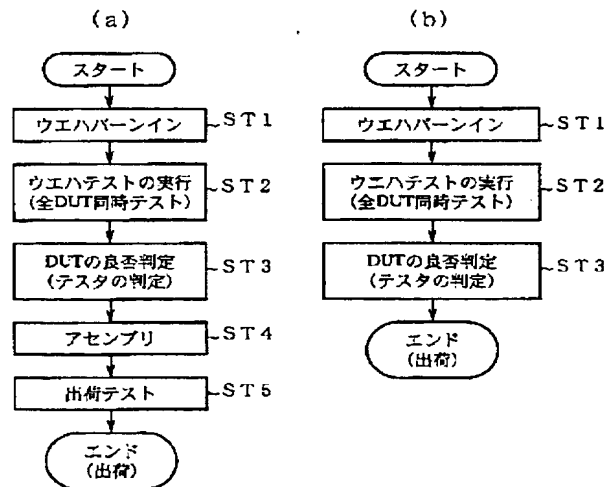 (a)
スタート
ウエハバーンイン
ST1
ウエハテストの実行
(全DUT同時テスト)
ST2
DUTの良否判定
(テスタの判定)
ST3
アセンブリ
ST4
出荷テスト
ST5
エンド
(出荷)
(b)
スタート
ウエハバーンイン
ST1
ウエハテストの実行
(全DUT同時テスト)
ST2
DUTの良否判定
(テスタの判定)
ST3
エンド
(出荷)